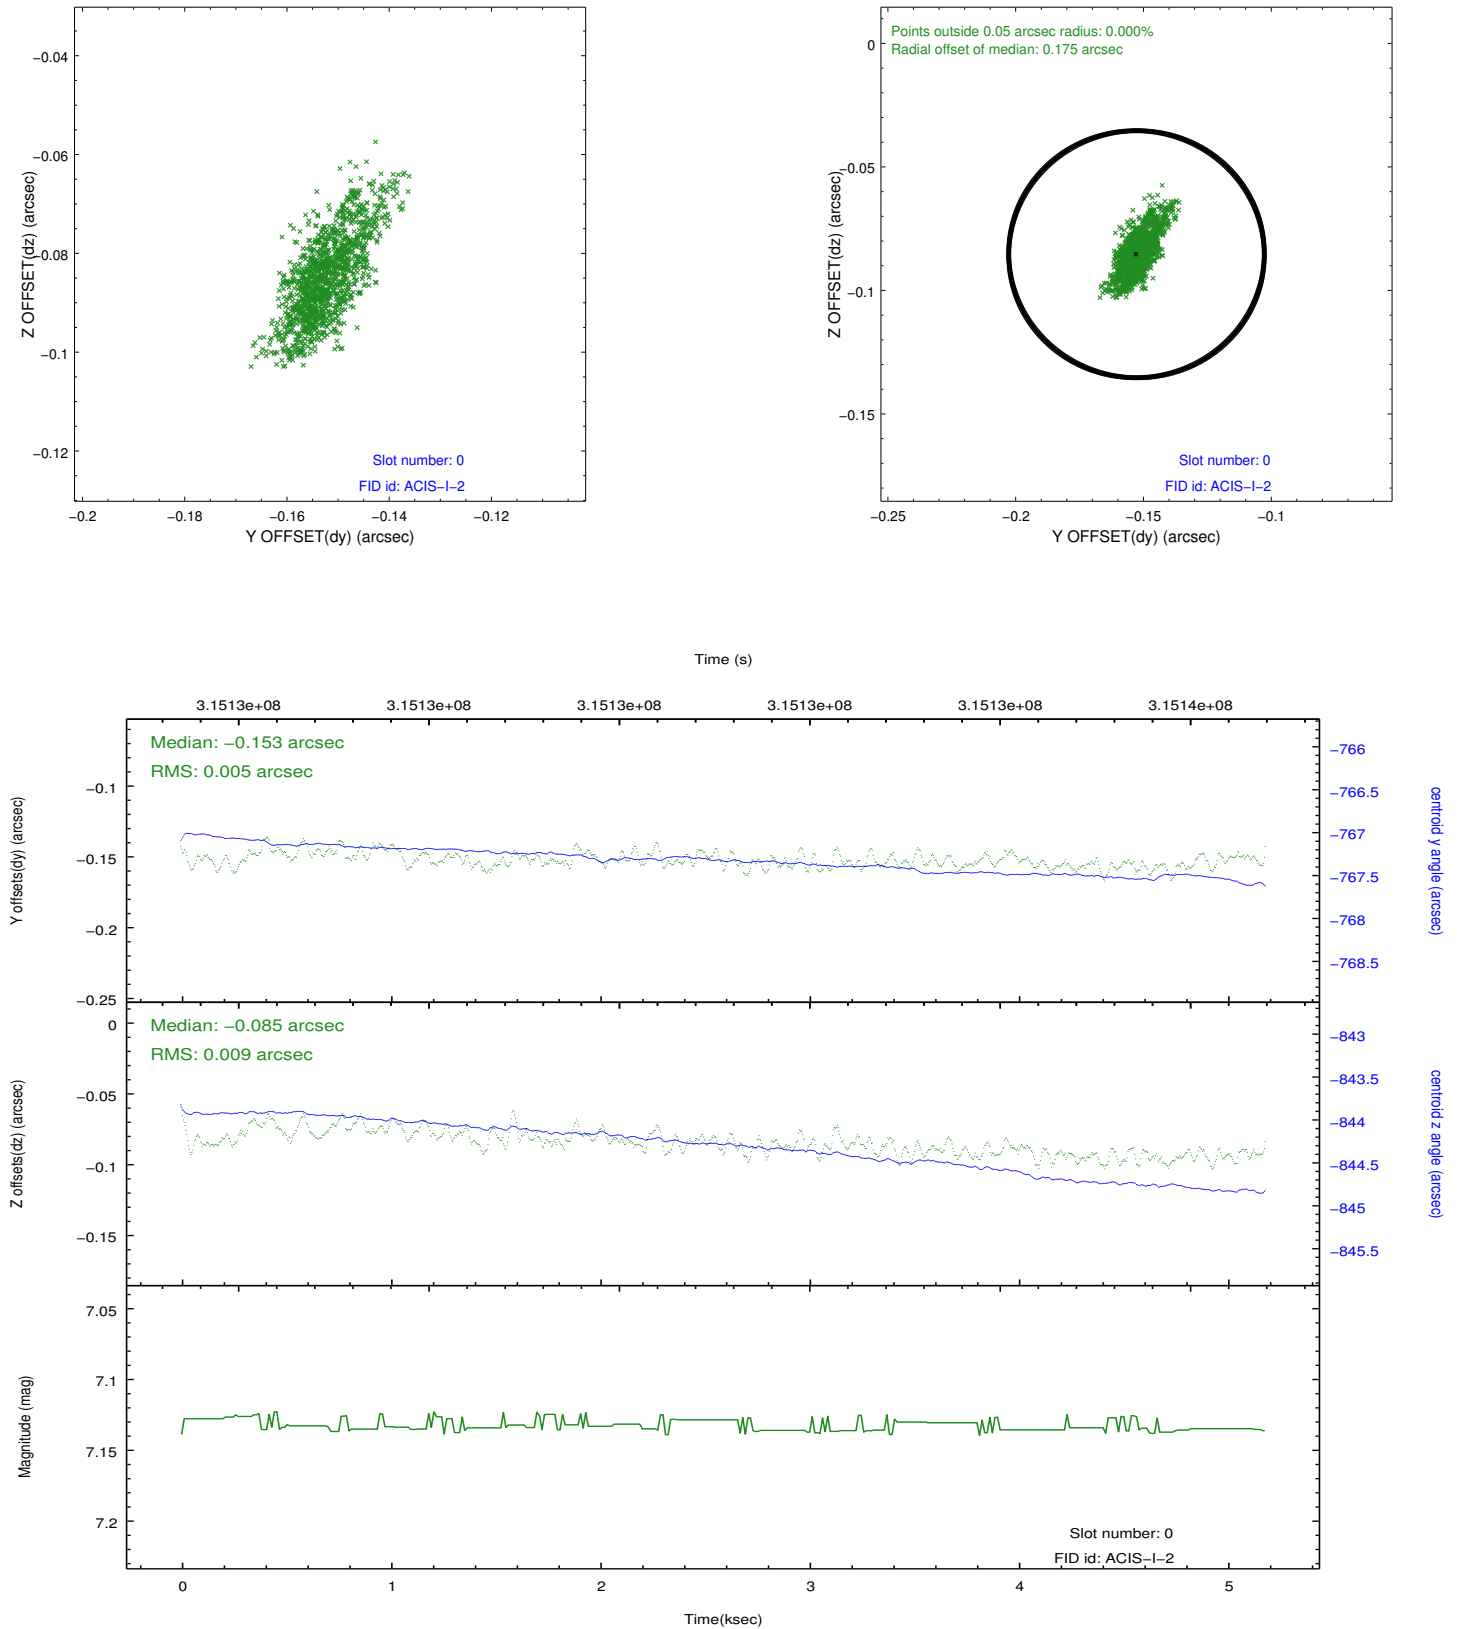 −0.04
−0.06
−0.08
−0.1
−0.12
Z OFFSET(dz) (arcsec)
Slot number: 0
FID id: ACIS−I−2
−0.2
−0.18
−0.16
−0.14
−0.12
Y OFFSET(dy) (arcsec)
Points outside 0.05 arcsec radius: 0.000%
Radial offset of median: 0.175 arcsec
0
−0.05
−0.1
−0.15
Z OFFSET(dz) (arcsec)
Slot number: 0
FID id: ACIS−I−2
−0.25
−0.2
−0.15
−0.1
Y OFFSET(dy) (arcsec)
Time (s)
3.1513e+08
3.1513e+08
3.1513e+08
3.1513e+08
3.1513e+08
3.1514e+08
Median: −0.153 arcsec
RMS: 0.005 arcsec
−0.1
−0.15
−0.2
−0.25
Y offsets(dy) (arcsec)
−766
−766.5
−767
−767.5
−768
−768.5
centroid y angle (arcsec)
Median: −0.085 arcsec
RMS: 0.009 arcsec
0
−0.05
−0.1
−0.15
Z offsets(dz) (arcsec)
−843
−843.5
−844
−844.5
−845
−845.5
centroid z angle (arcsec)
7.05
7.1
7.15
7.2
Magnitude (mag)
Slot number: 0
FID id: ACIS−I−2
0
1
2
3
4
5
Time(ksec)